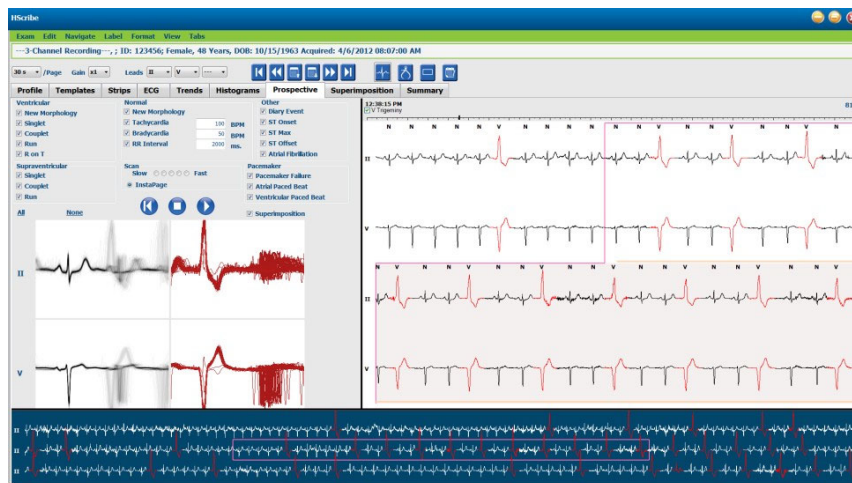 HScribe
Exam Edit Navigate Label Format View Tabs
---3-Channel Recording---, ; ID: 123456; Female, 48 Years, DOB: 10/15/1963 Acquired: 4/6/2012 08:07:00 AM
30 s /Page Gain x1 Leads II V ---
Profile Templates Strips ECG Trends Histograms Prospective Superimposition Summary
Ventricular
New Morphology
Singlet
Couplet
Run
R on T
Supraventricular
Singlet
Couplet
Run
Normal
New Morphology
Tachycardia 100 BPM
Bradycardia 50 BPM
RR Interval 2000 ms.
Scan
Slow Fast
InstaPage
Other
Diary Event
ST Onset
ST Max
ST Offset
Atrial Fibrillation
Pacemaker
Pacemaker Failure
Atrial Paced Beat
Ventricular Paced Beat
Superimposition
All None
II
V
12:38:15 PM 81
V Trigeminy
N N N N N V N N N N N V N N V N N V N
II
V
N V N N V N N V N N N V N V N N V N N V N N V N N
II
V
II
II
II